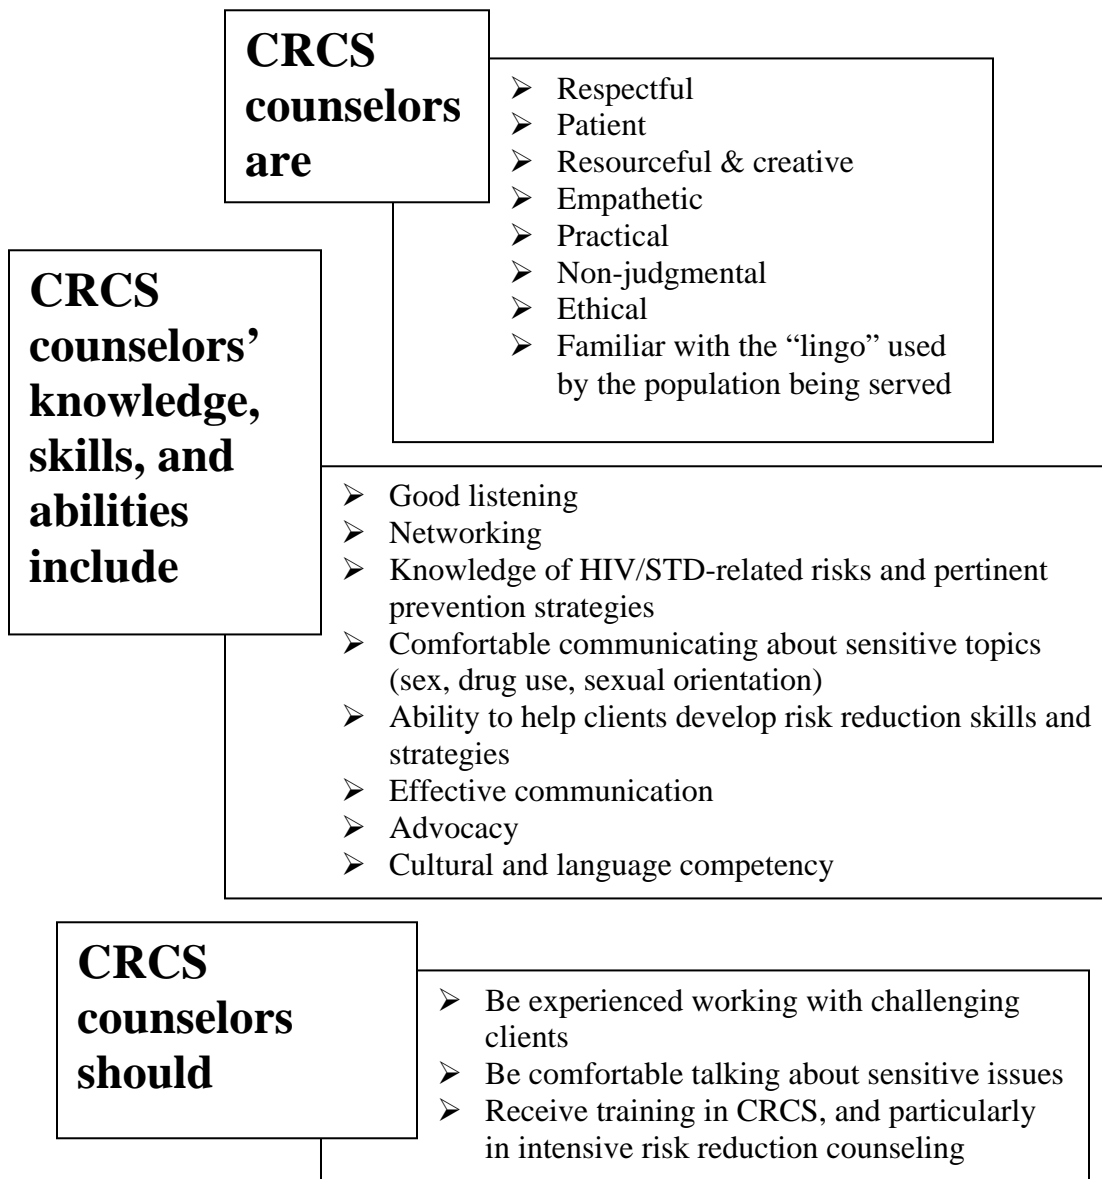 CRCS
counselors
are
➢ Respectful
➢ Patient
➢ Resourceful & creative
➢ Empathetic
➢ Practical
➢ Non-judgmental
➢ Ethical
➢ Familiar with the “lingo” used
by the population being served
CRCS
counselors’
knowledge,
skills, and
abilities
include
➢ Good listening
➢ Networking
➢ Knowledge of HIV/STD-related risks and pertinent
prevention strategies
➢ Comfortable communicating about sensitive topics
(sex, drug use, sexual orientation)
➢ Ability to help clients develop risk reduction skills and
strategies
➢ Effective communication
➢ Advocacy
➢ Cultural and language competency
CRCS
counselors
should
➢ Be experienced working with challenging
clients
➢ Be comfortable talking about sensitive issues
➢ Receive training in CRCS, and particularly
in intensive risk reduction counseling